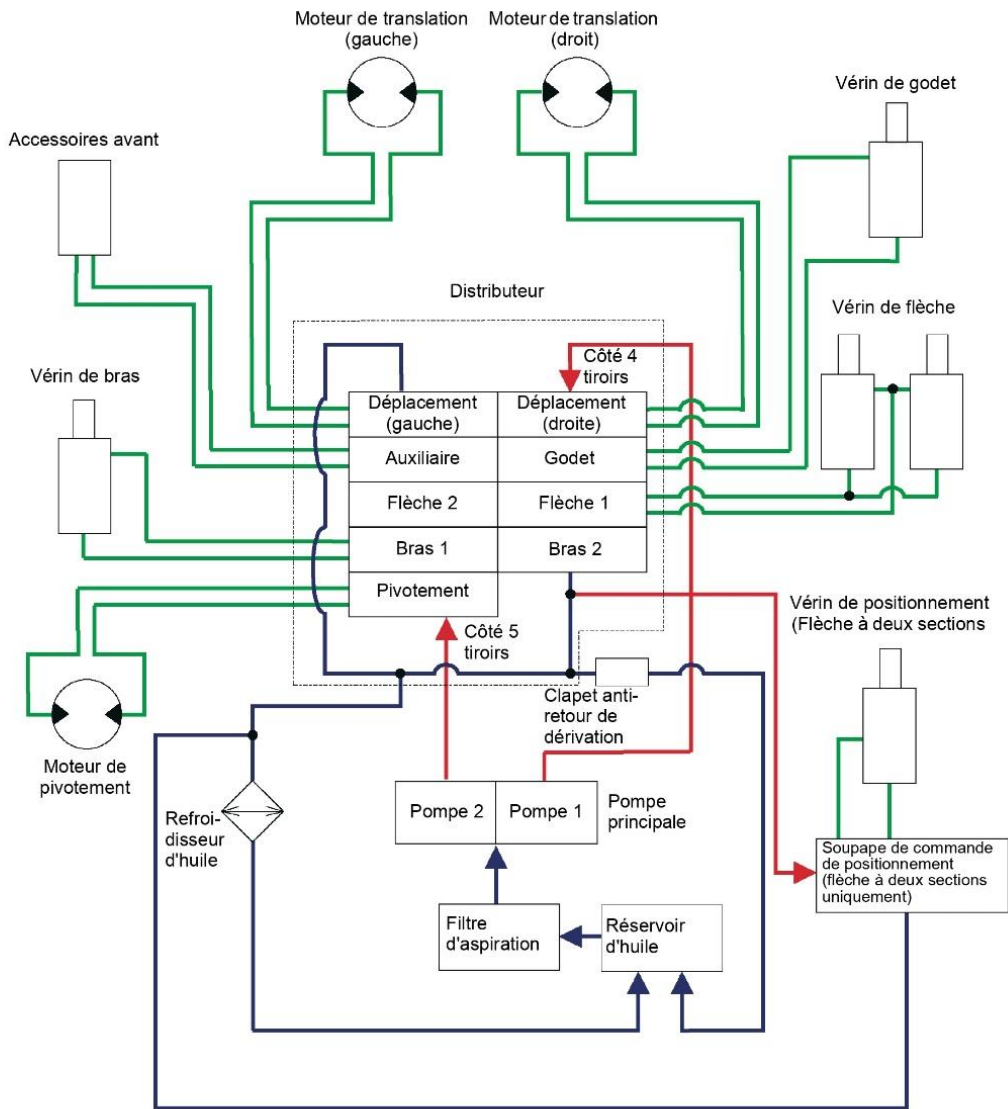 Moteur de translation
(gauche)
Moteur de translation
(droit)
Vérin de godet
Accessoires avant
Distributeur
Vérin de flèche
Côté 4
tiroirs
Vérin de bras
Déplacement
(gauche)
Déplacement
(droite)
Auxiliaire
Godet
Flèche 2
Flèche 1
Bras 1
Bras 2
Pivotement
Vérin de positionnement
(Flèche à deux sections
Côté 5
tiroirs
Clapet anti-
retour de
dérivation
Moteur de
pivotement
Pompe 2
Pompe 1
Pompe
principale
Refroi-
disseur
d'huile
Soupape de commande
de positionnement
(flèche à deux sections
uniquement)
Filtre
d'aspiration
Réservoir
d'huile